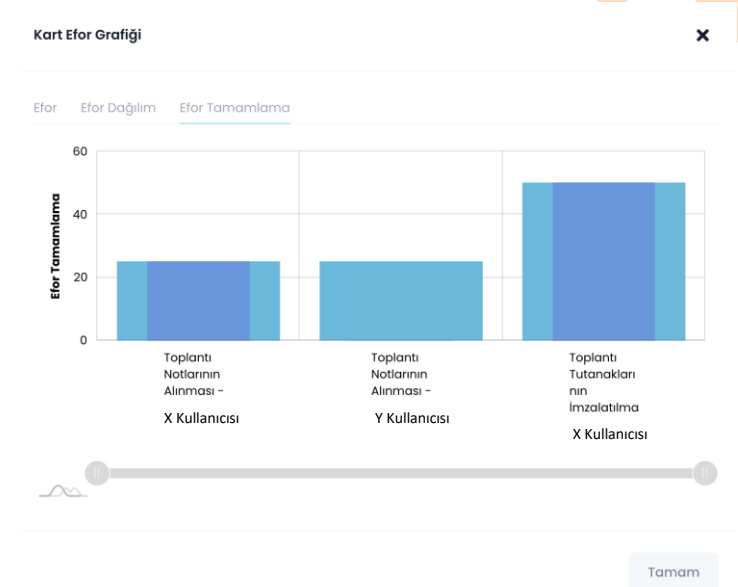 Kart Efor Grafiği
Efor Efor Dağılım Efor Tamamlama
Efor Tamamlama
60
40
20
0
Toplantı
Notlarının
Alınması -
X Kullanıcısı
Toplantı
Notlarının
Alınması -
Y Kullanıcısı
Toplantı
Tutanakları
nın
İmzalatılma
X Kullanıcısı
Tamam